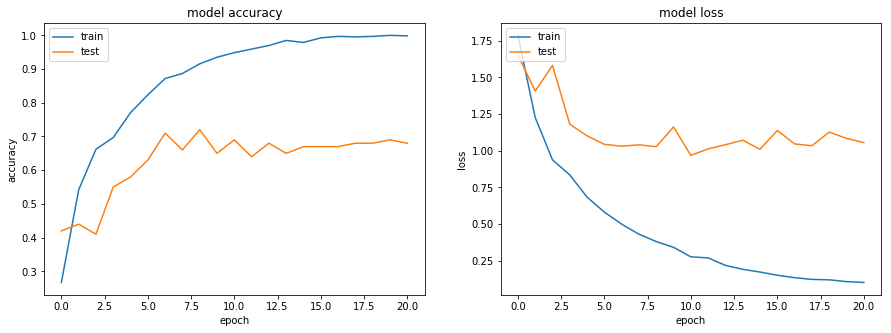 model accuracy
train
test
accuracy
1.0
0.9
0.8
0.7
0.6
0.5
0.4
0.3
0.0 2.5 5.0 7.5 10.0 12.5 15.0 17.5 20.0
epoch
model loss
train
test
loss
1.75
1.50
1.25
1.00
0.75
0.50
0.25
0.0 2.5 5.0 7.5 10.0 12.5 15.0 17.5 20.0
epoch